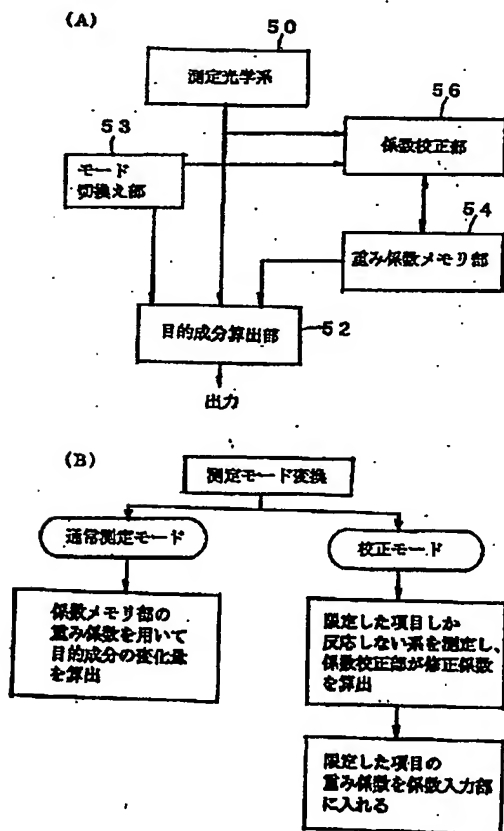 (A)
50
測定光学系
56
係数校正部
53
モード
切換え部
54
重み係数メモリ部
目的成分算出部
52
出力
(B)
測定モード変換
通常測定モード
校正モード
係数メモリ部の
重み係数を用いて
目的成分の変化量
を算出
限定した項目しか
反応しない系を測定し、
係数校正部が修正係数
を算出
限定した項目の
重み係数を係数入力部
に入れる